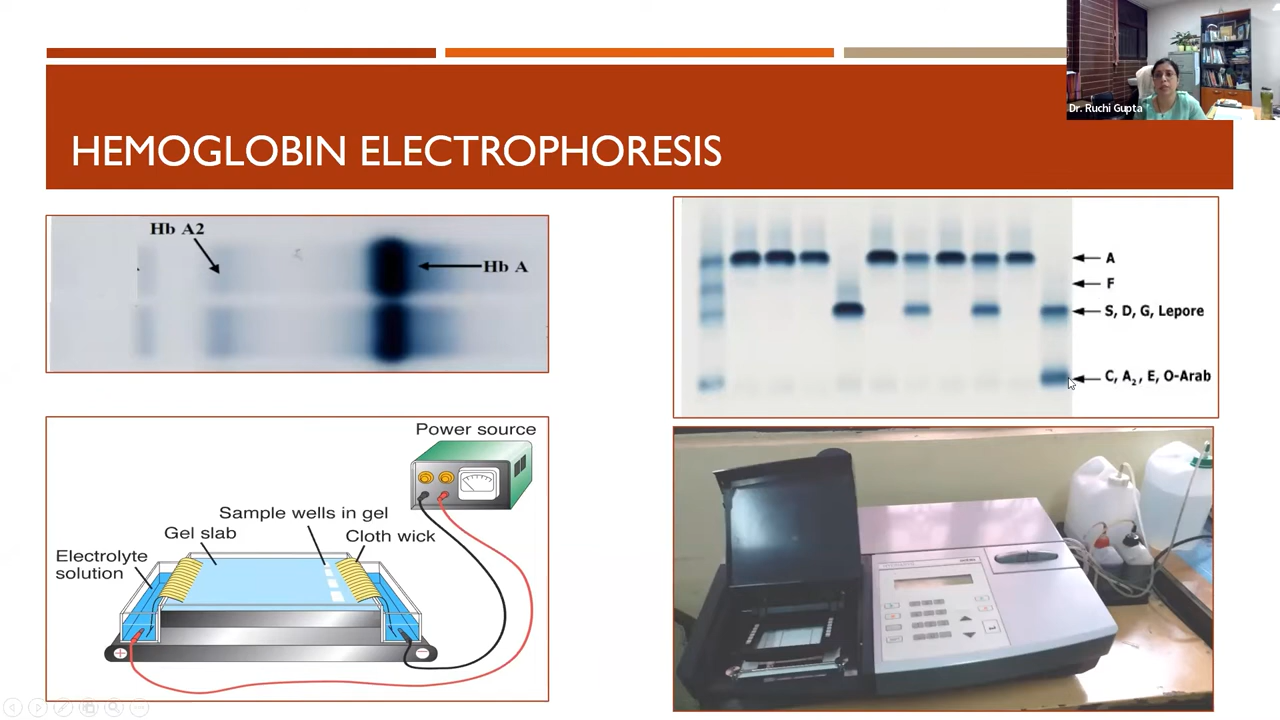 Dr. Ruchi Gupta
HEMOGLOBIN ELECTROPHORESIS
Hb A2
Hb A
A
F
S, D, G, Lepore
C, A₂, E, O-Arab
Power source
Sample wells in gel
Gel slab
Cloth wick
Electrolyte
solution
+
−